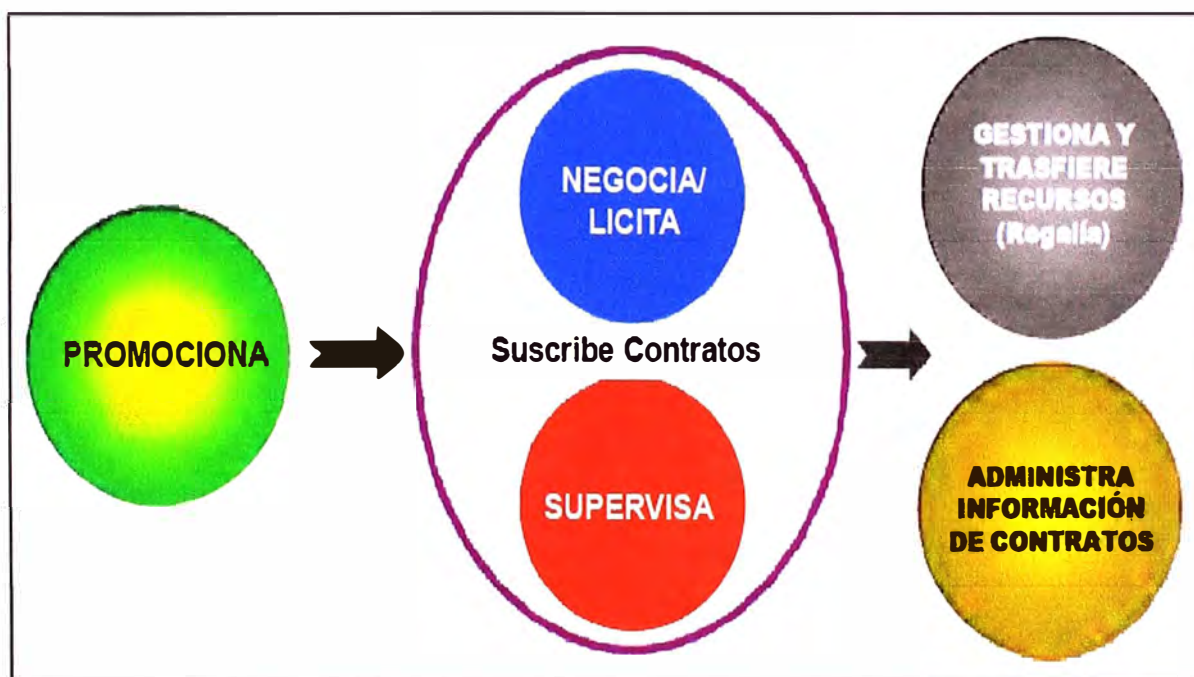 PROMOCIONA
NEGOCIA/
LICITA
Suscribe Contratos
SUPERVISA
GESTIONA Y
TRASFIERE
RECURSOS
(Regalía)
ADMINISTRA
INFORMACIÓN
DE CONTRATOS